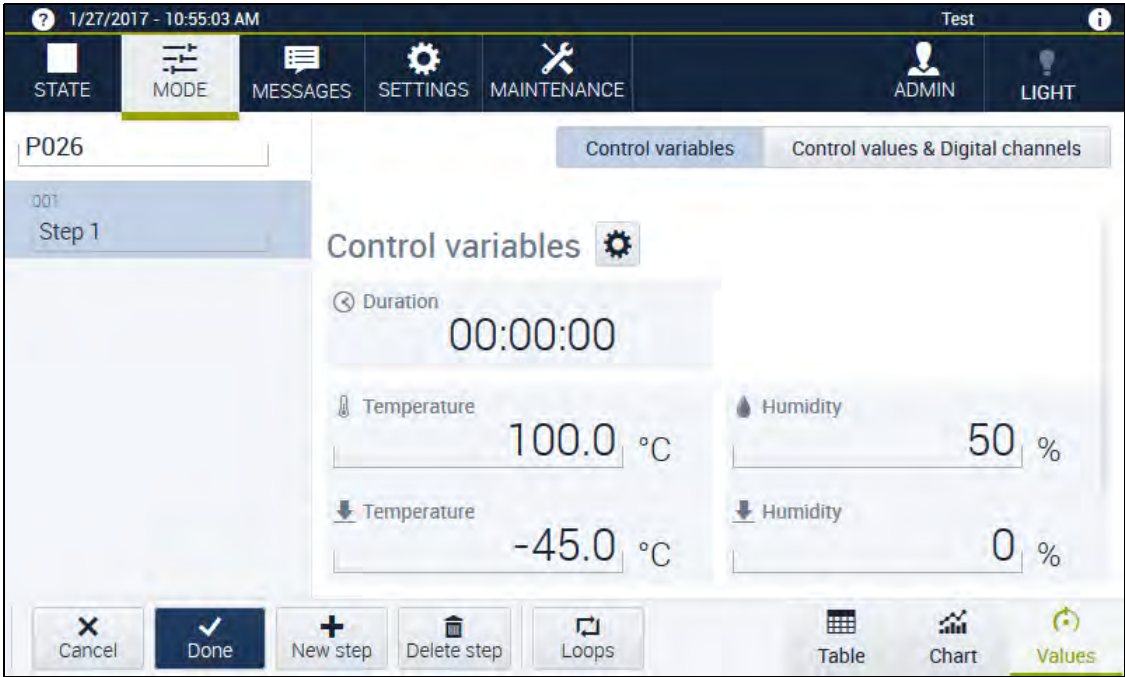 ? 1/27/2017 - 10:55:03 AM Test i
STATE MODE MESSAGES SETTINGS MAINTENANCE ADMIN LIGHT
P026
Control variables Control values & Digital channels
001
Step 1
Control variables
Duration
00:00:00
Temperature Humidity
100.0 °C 50 %
Temperature Humidity
-45.0 °C 0 %
Cancel Done New step Delete step Loops Table Chart Values